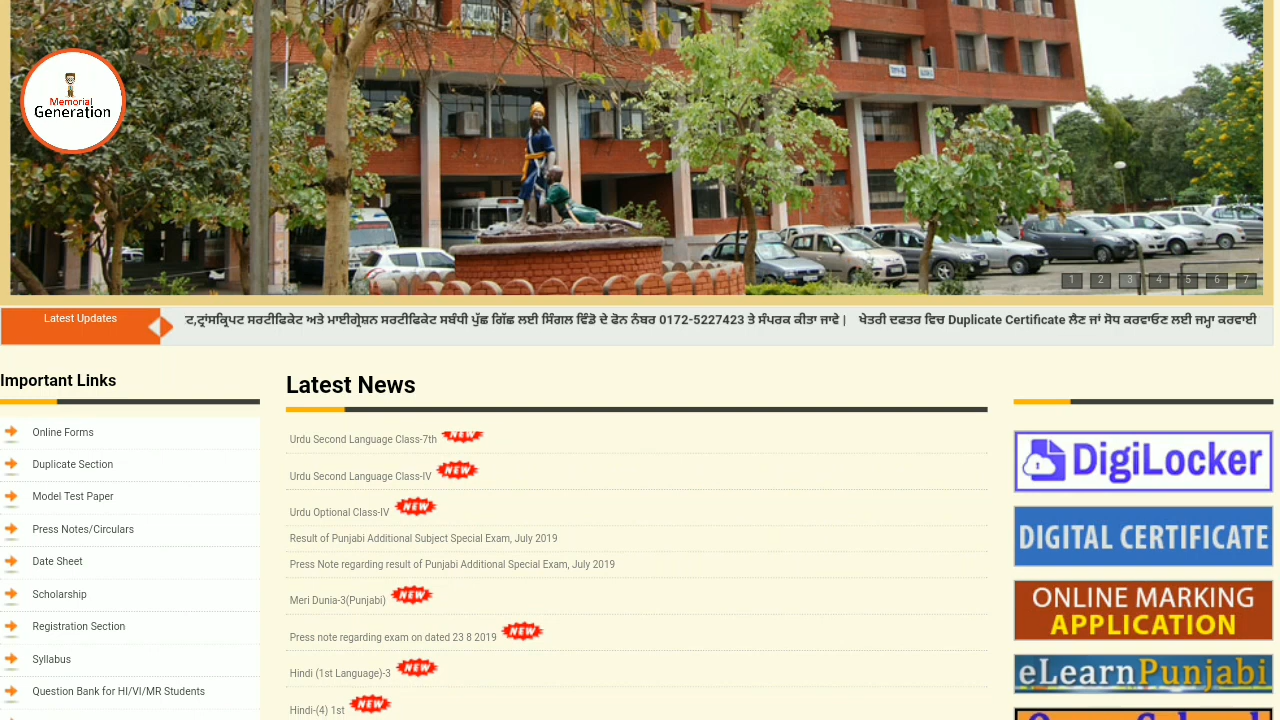 Memorial
Generation
1 2 3 4 5 6 7
Latest Updates
ਟ,ਟ੍ਰਾਂਸਕ੍ਰਿਪਟ ਸਰਟੀਫਿਕੇਟ ਅਤੇ ਮਾਈਗ੍ਰੇਸ਼ਨ ਸਰਟੀਫਿਕੇਟ ਸਬੰਧੀ ਪੁੱਛ ਗਿੱਛ ਲਈ ਸਿੰਗਲ ਵਿੰਡੋ ਦੇ ਫੋਨ ਨੰਬਰ 0172-5227423 ਤੇ ਸੰਪਰਕ ਕੀਤਾ ਜਾਵੇ | ਖੇਤਰੀ ਦਫਤਰ ਵਿਚ Duplicate Certificate ਲੈਣ ਜਾਂ ਸੋਧ ਕਰਵਾਓਣ ਲਈ ਜਮ੍ਹਾ ਕਰਵਾਈ
Important Links
Online Forms
Duplicate Section
Model Test Paper
Press Notes/Circulars
Date Sheet
Scholarship
Registration Section
Syllabus
Question Bank for HI/VI/MR Students
Latest News
Urdu Second Language Class-7th NEW
Urdu Second Language Class-IV NEW
Urdu Optional Class-IV NEW
Result of Punjabi Additional Subject Special Exam, July 2019
Press Note regarding result of Punjabi Additional Special Exam, July 2019
Meri Dunia-3(Punjabi) NEW
Press note regarding exam on dated 23 8 2019 NEW
Hindi (1st Language)-3 NEW
Hindi-(4) 1st NEW
DigiLocker
DIGITAL CERTIFICATE
ONLINE MARKING
APPLICATION
eLearnPunjabi